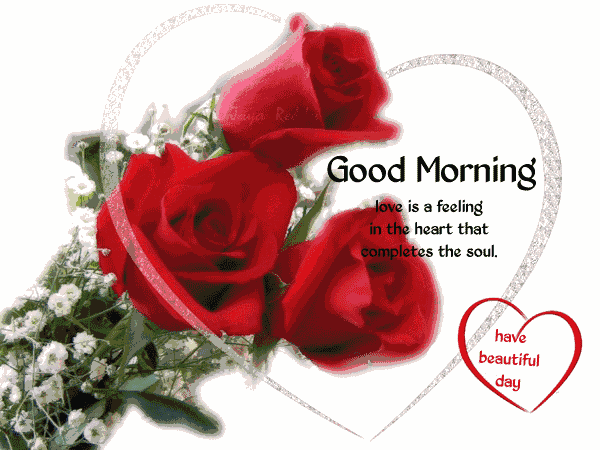 Good Morning
love is a feeling
in the heart that
completes the soul.
have
beautiful
day